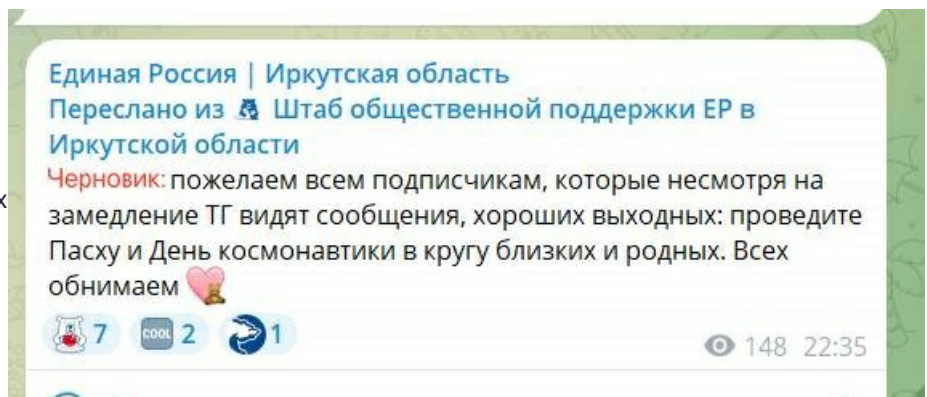 Единая Россия | Иркутская область
Переслано из Штаб общественной поддержки ЕР в
Иркутской области
Черновик: пожелаем всем подписчикам, которые несмотря на
х
замедление ТГ видят сообщения, хороших выходных: проведите
Пасху и День космонавтики в кругу близких и родных. Всех
обнимаем
7 COOL 2 1
148 22:35